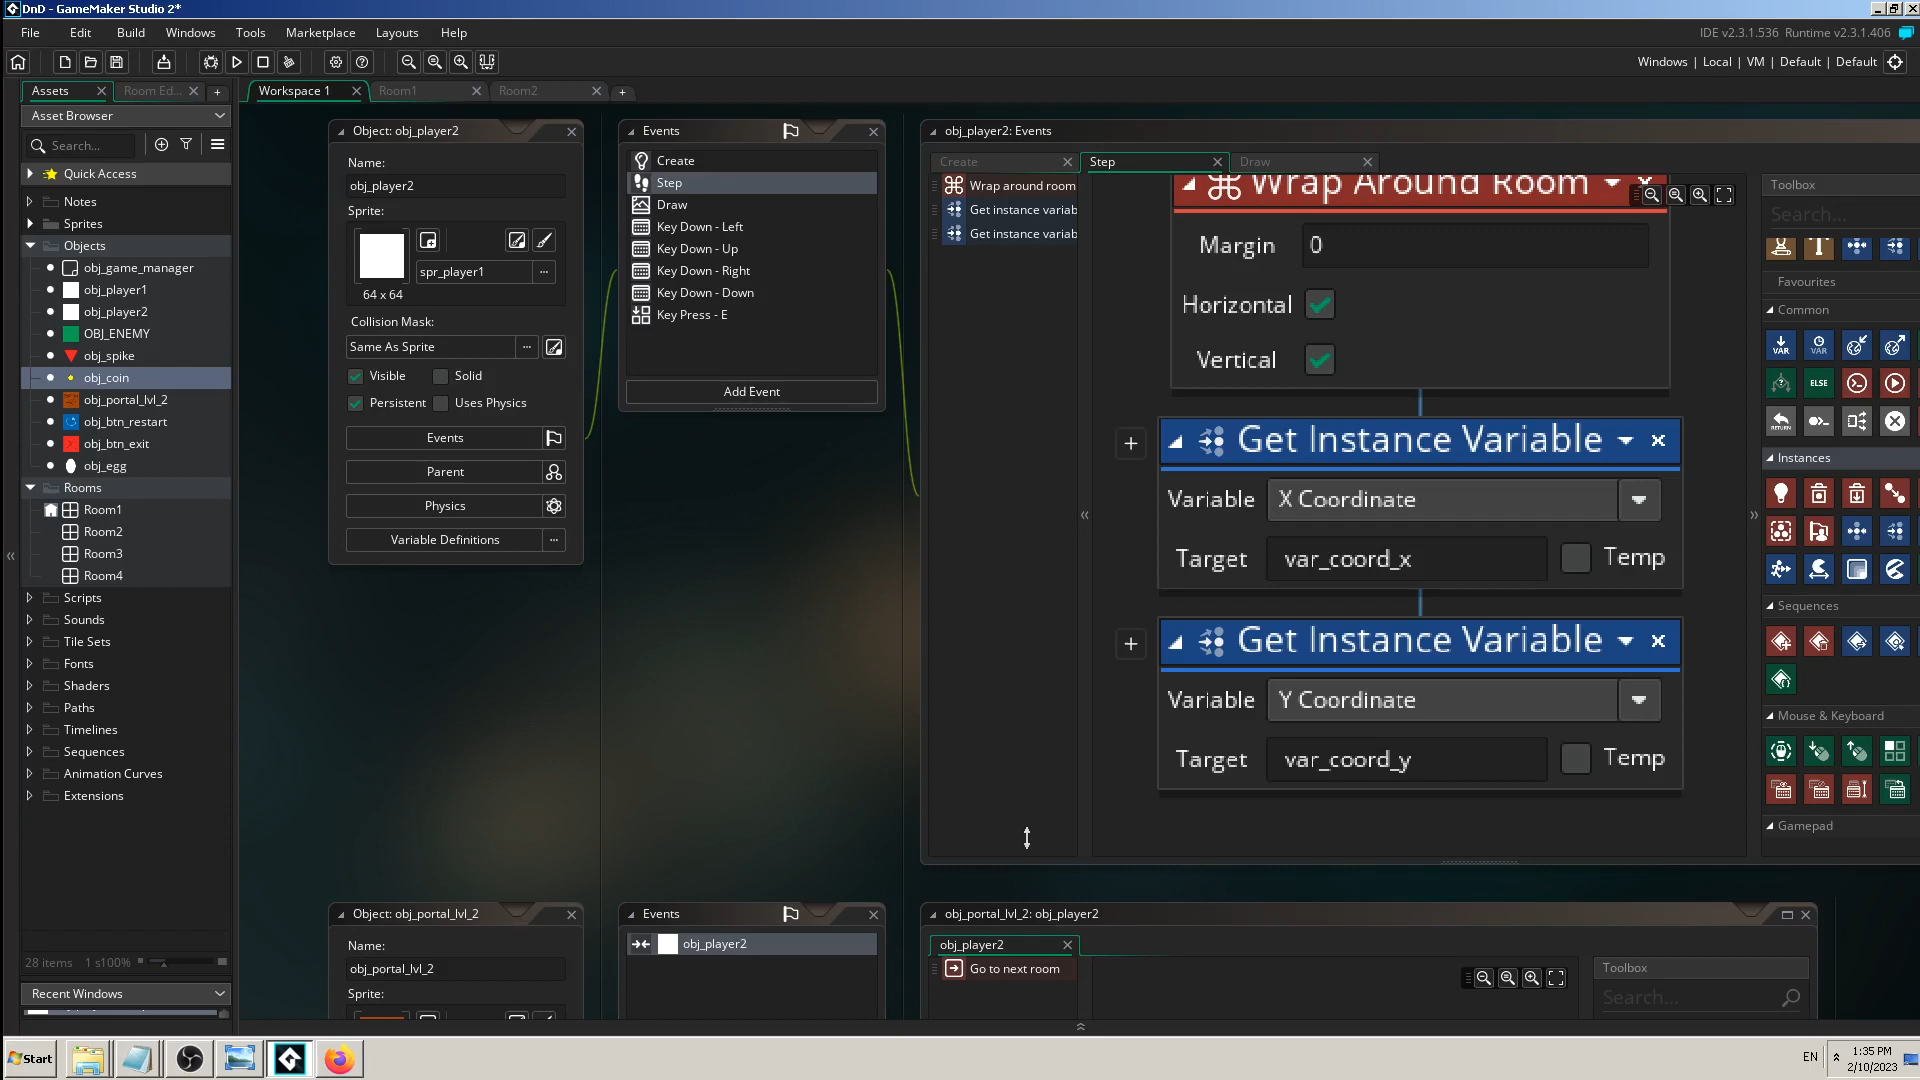 DnD - GameMaker Studio 2*
File Edit Build Windows Tools Marketplace Layouts Help
IDE v2.3.1.536 Runtime v2.3.1.406
Windows | Local | VM | Default | Default
Assets
Room Ed...
Workspace 1
Room1
Room2
Asset Browser
Search...
Quick Access
Notes
Sprites
Objects
obj_game_manager
obj_player1
obj_player2
OBJ_ENEMY
obj_spike
obj_coin
obj_portal_lvl_2
obj_btn_restart
obj_btn_exit
obj_egg
Rooms
Room1
Room2
Room3
Room4
Scripts
Sounds
Tile Sets
Fonts
Shaders
Paths
Timelines
Sequences
Animation Curves
Extensions
28 items 1 s100%
Recent Windows
Object: obj_player2
Name:
obj_player2
Sprite:
spr_player1
64 x 64
Collision Mask:
Same As Sprite
Visible
Solid
Persistent
Uses Physics
Events
Parent
Physics
Variable Definitions
Events
Create
Step
Draw
Key Down - Left
Key Down - Up
Key Down - Right
Key Down - Down
Key Press - E
Add Event
obj_player2: Events
Create
Step
Draw
Wrap around room
Get instance variab
Get instance variab
Wrap Around Room
Margin 0
Horizontal
Vertical
Get Instance Variable
Variable X Coordinate
Target var_coord_x Temp
Get Instance Variable
Variable Y Coordinate
Target var_coord_y Temp
Toolbox
Search...
Favourites
Common
VAR
VAR
ELSE
RETURN
Instances
Sequences
Mouse & Keyboard
Gamepad
Object: obj_portal_lvl_2
Name:
obj_portal_lvl_2
Sprite:
Events
obj_player2
obj_portal_lvl_2: obj_player2
obj_player2
Go to next room
Toolbox
Search...
Start
EN
1:35 PM
2/10/2023